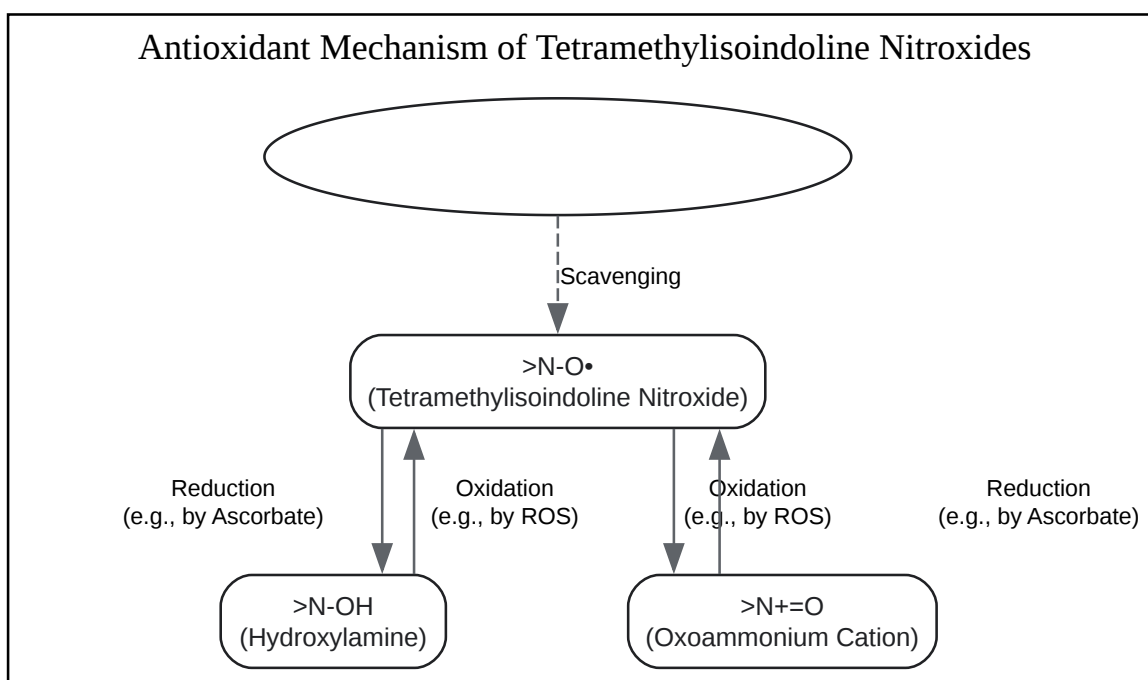 Antioxidant Mechanism of Tetramethylisoindoline Nitroxides
Scavenging
>N-O•
(Tetramethylisoindoline Nitroxide)
Reduction
(e.g., by Ascorbate)
Oxidation
(e.g., by ROS)
Oxidation
(e.g., by ROS)
Reduction
(e.g., by Ascorbate)
>N-OH
(Hydroxylamine)
>N+=O
(Oxoammonium Cation)